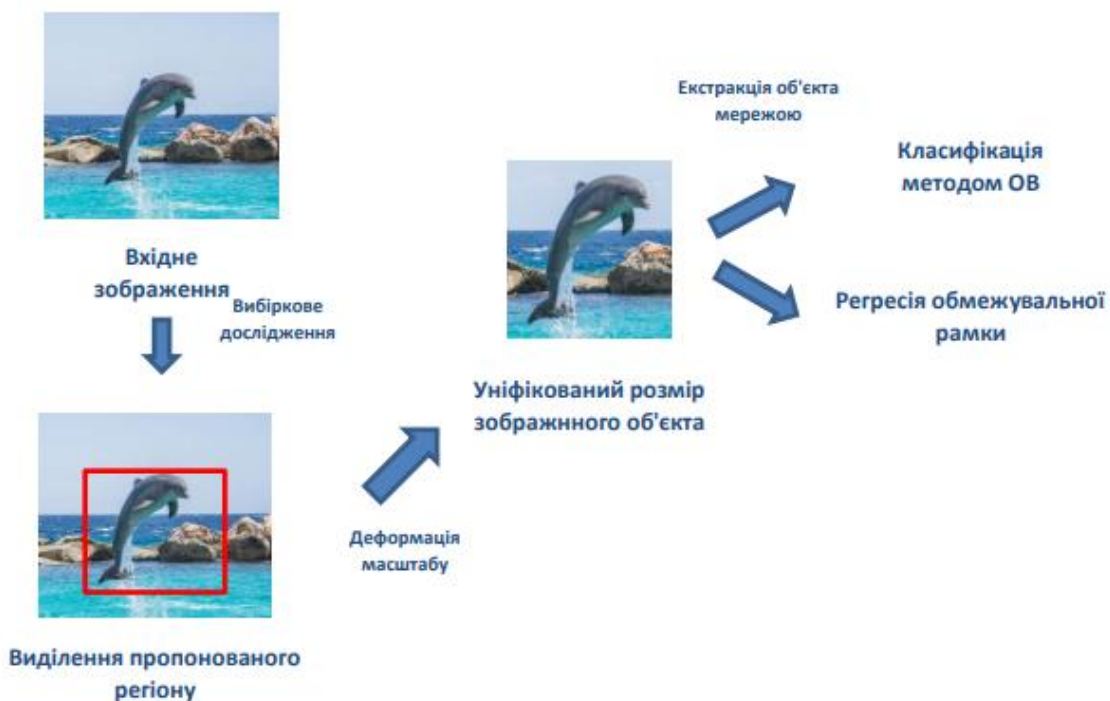 Вхідне
зображення
Вибіркове
дослідження
Виділення пропонованого
регіону
Деформація
масштабу
Уніфікований розмір
зображнного об'єкта
Екстракція об'єкта
мережою
Класифікація
методом ОВ
Регресія обмежувальної
рамки